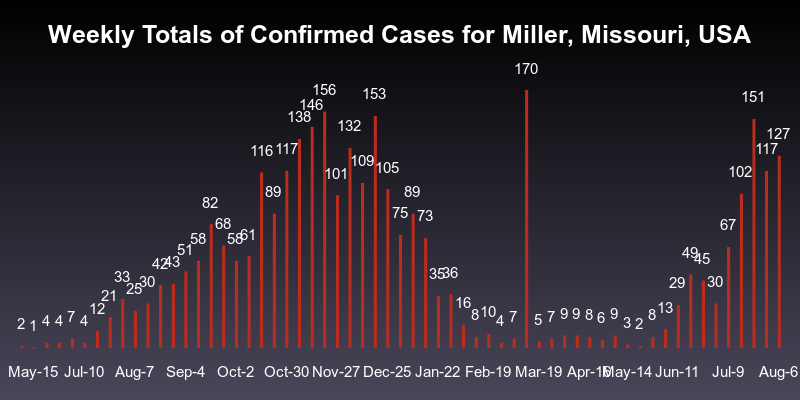 Weekly Totals of Confirmed Cases for Miller, Missouri, USA
2 1 4 4 7 4 12 21 33 25 30 42 43 51 58 82 68 58 61 116 89 117 138 146 156 101 132 109 153 105 75 89 73 35 36 16 8 10 4 7 170 5 7 9 9 8 6 9 3 2 8 13 29 49 45 30 67 102 151 117 127
May-15 Jul-10 Aug-7 Sep-4 Oct-2 Oct-30 Nov-27 Dec-25 Jan-22 Feb-19 Mar-19 Apr-16 May-14 Jun-11 Jul-9 Aug-6